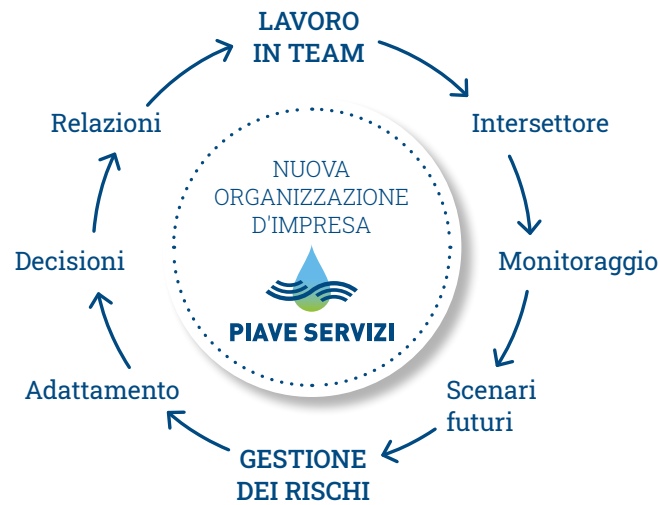 LAVORO
IN TEAM
Intersettore
Monitoraggio
Scenari
futuri
GESTIONE
DEI RISCHI
Adattamento
Decisioni
Relazioni
NUOVA
ORGANIZZAZIONE
D'IMPRESA
PIAVE SERVIZI